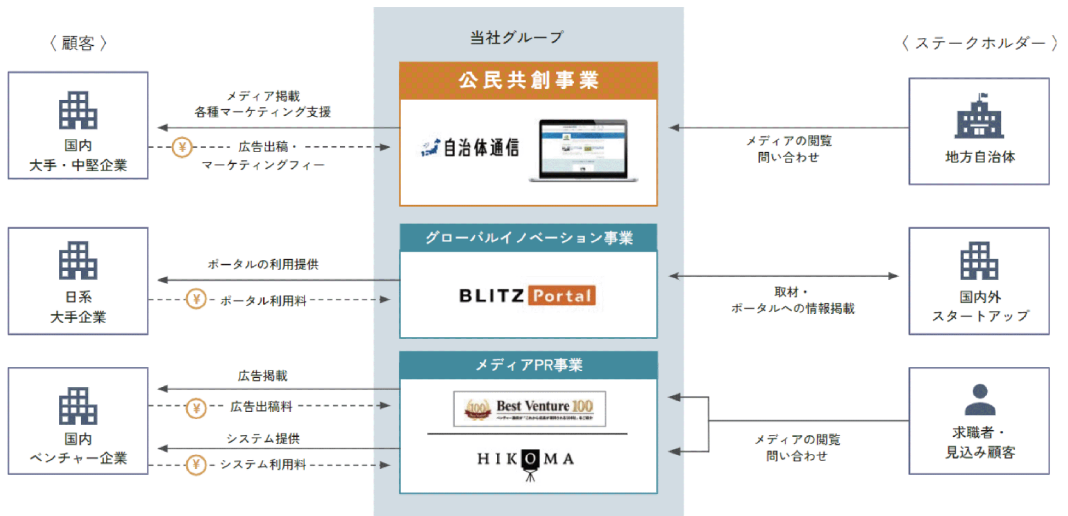 〈 顧客 〉
当社グループ
〈 ステークホルダー 〉
国内
大手・中堅企業
メディア掲載
各種マーケティング支援
¥
広告出稿・
マーケティングフィー
公民共創事業
自治体通信
メディアの閲覧
問い合わせ
地方自治体
日系
大手企業
ポータルの利用提供
¥
ポータル利用料
グローバルイノベーション事業
BLITZ Portal
取材・
ポータルへの情報掲載
国内外
スタートアップ
国内
ベンチャー企業
広告掲載
¥
広告出稿料
システム提供
¥
システム利用料
メディアPR事業
100
Best Venture 100
HIKOMA
メディアの閲覧
問い合わせ
求職者・
見込み顧客